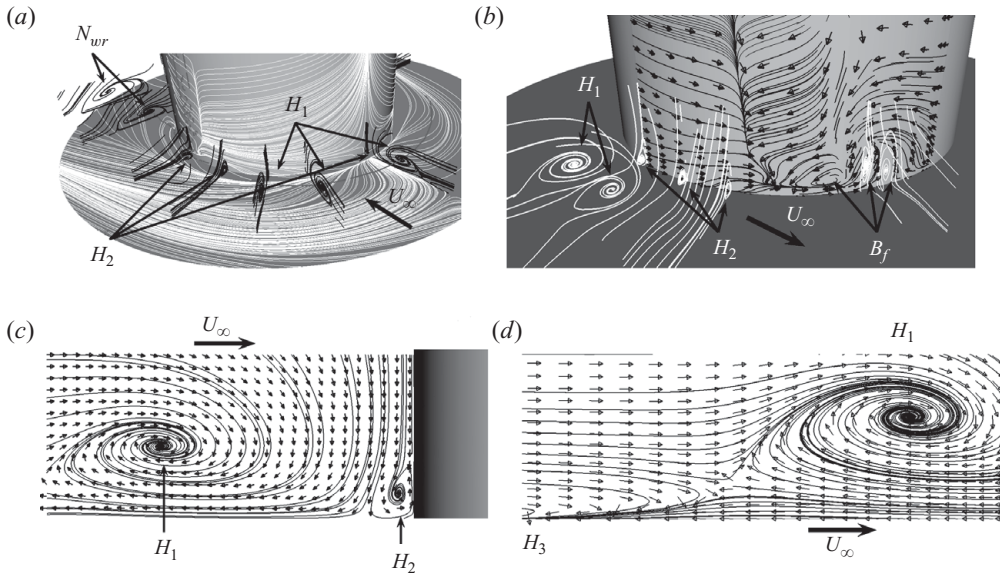 (a)
N_wr
H_1
U_∞
H_2
(b)
H_1
U_∞
H_2
B_f
(c)
U_∞
H_1
H_2
(d)
H_1
H_3
U_∞